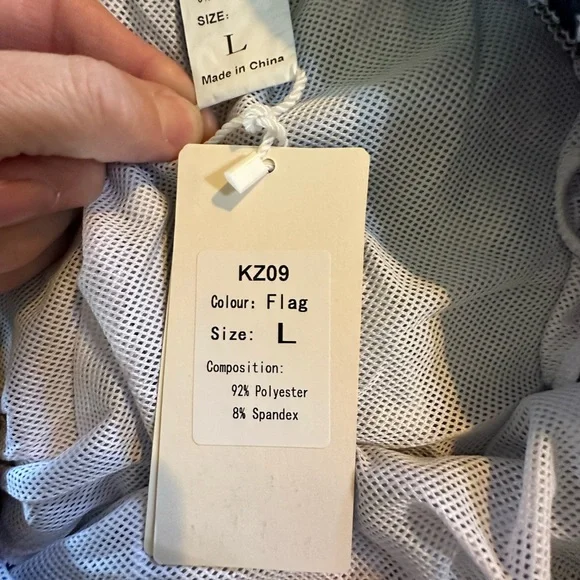 SIZE:
L
Made in China
KZ09
Colour: Flag
Size: L
Composition:
92% Polyester
8% Spandex